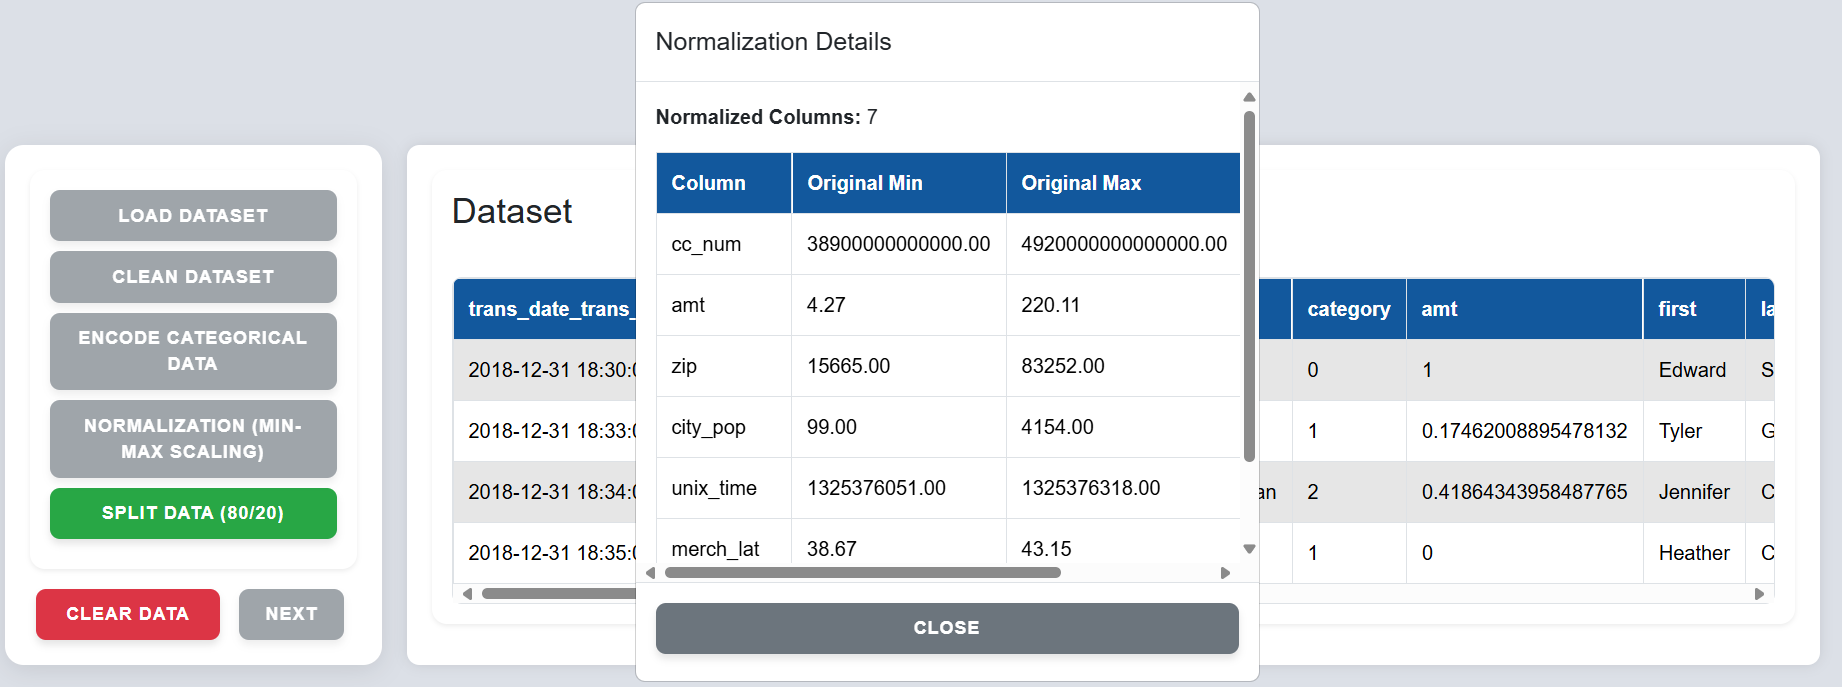 LOAD DATASET
CLEAN DATASET
ENCODE CATEGORICAL
DATA
NORMALIZATION (MIN-
MAX SCALING)
SPLIT DATA (80/20)
CLEAR DATA NEXT
Dataset
trans_date_trans_ category amt first la
2018-12-31 18:30:0 0 1 Edward S
2018-12-31 18:33:0 1 0.17462008895478132 Tyler G
2018-12-31 18:34:0 an 2 0.41864343958487765 Jennifer C
2018-12-31 18:35:0 1 0 Heather C
Normalization Details
Normalized Columns: 7
Column Original Min Original Max
cc_num 38900000000000.00 4920000000000000.00
amt 4.27 220.11
zip 15665.00 83252.00
city_pop 99.00 4154.00
unix_time 1325376051.00 1325376318.00
merch_lat 38.67 43.15
CLOSE